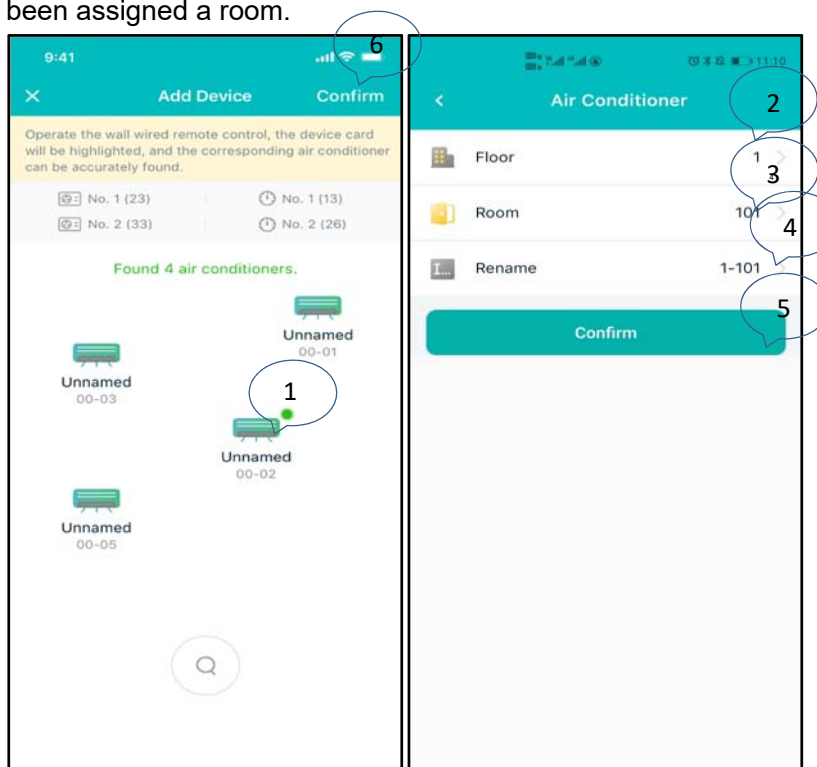 been assigned a room.
9:41
6
Add Device
Confirm
Operate the wall wired remote control, the device card
will be highlighted, and the corresponding air conditioner
can be accurately found.
No. 1 (23)
No. 1 (13)
No. 2 (33)
No. 2 (26)
Found 4 air conditioners.
Unnamed
00-01
Unnamed
00-03
1
Unnamed
00-02
Unnamed
00-05
11:10
Air Conditioner
2
Floor
1
3
Room
101
4
Rename
1-101
5
Confirm